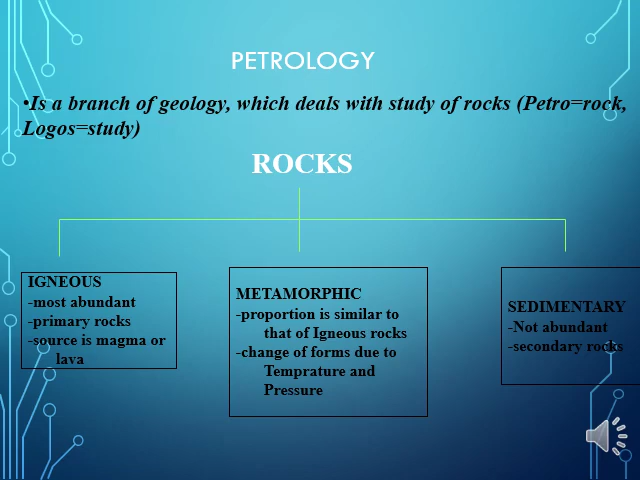 PETROLOGY
•Is a branch of geology, which deals with study of rocks (Petro=rock,
Logos=study)
ROCKS
IGNEOUS
-most abundant
-primary rocks
-source is magma or
lava
METAMORPHIC
-proportion is similar to
that of Igneous rocks
-change of forms due to
Temprature and
Pressure
SEDIMENTARY
-Not abundant
-secondary rocks